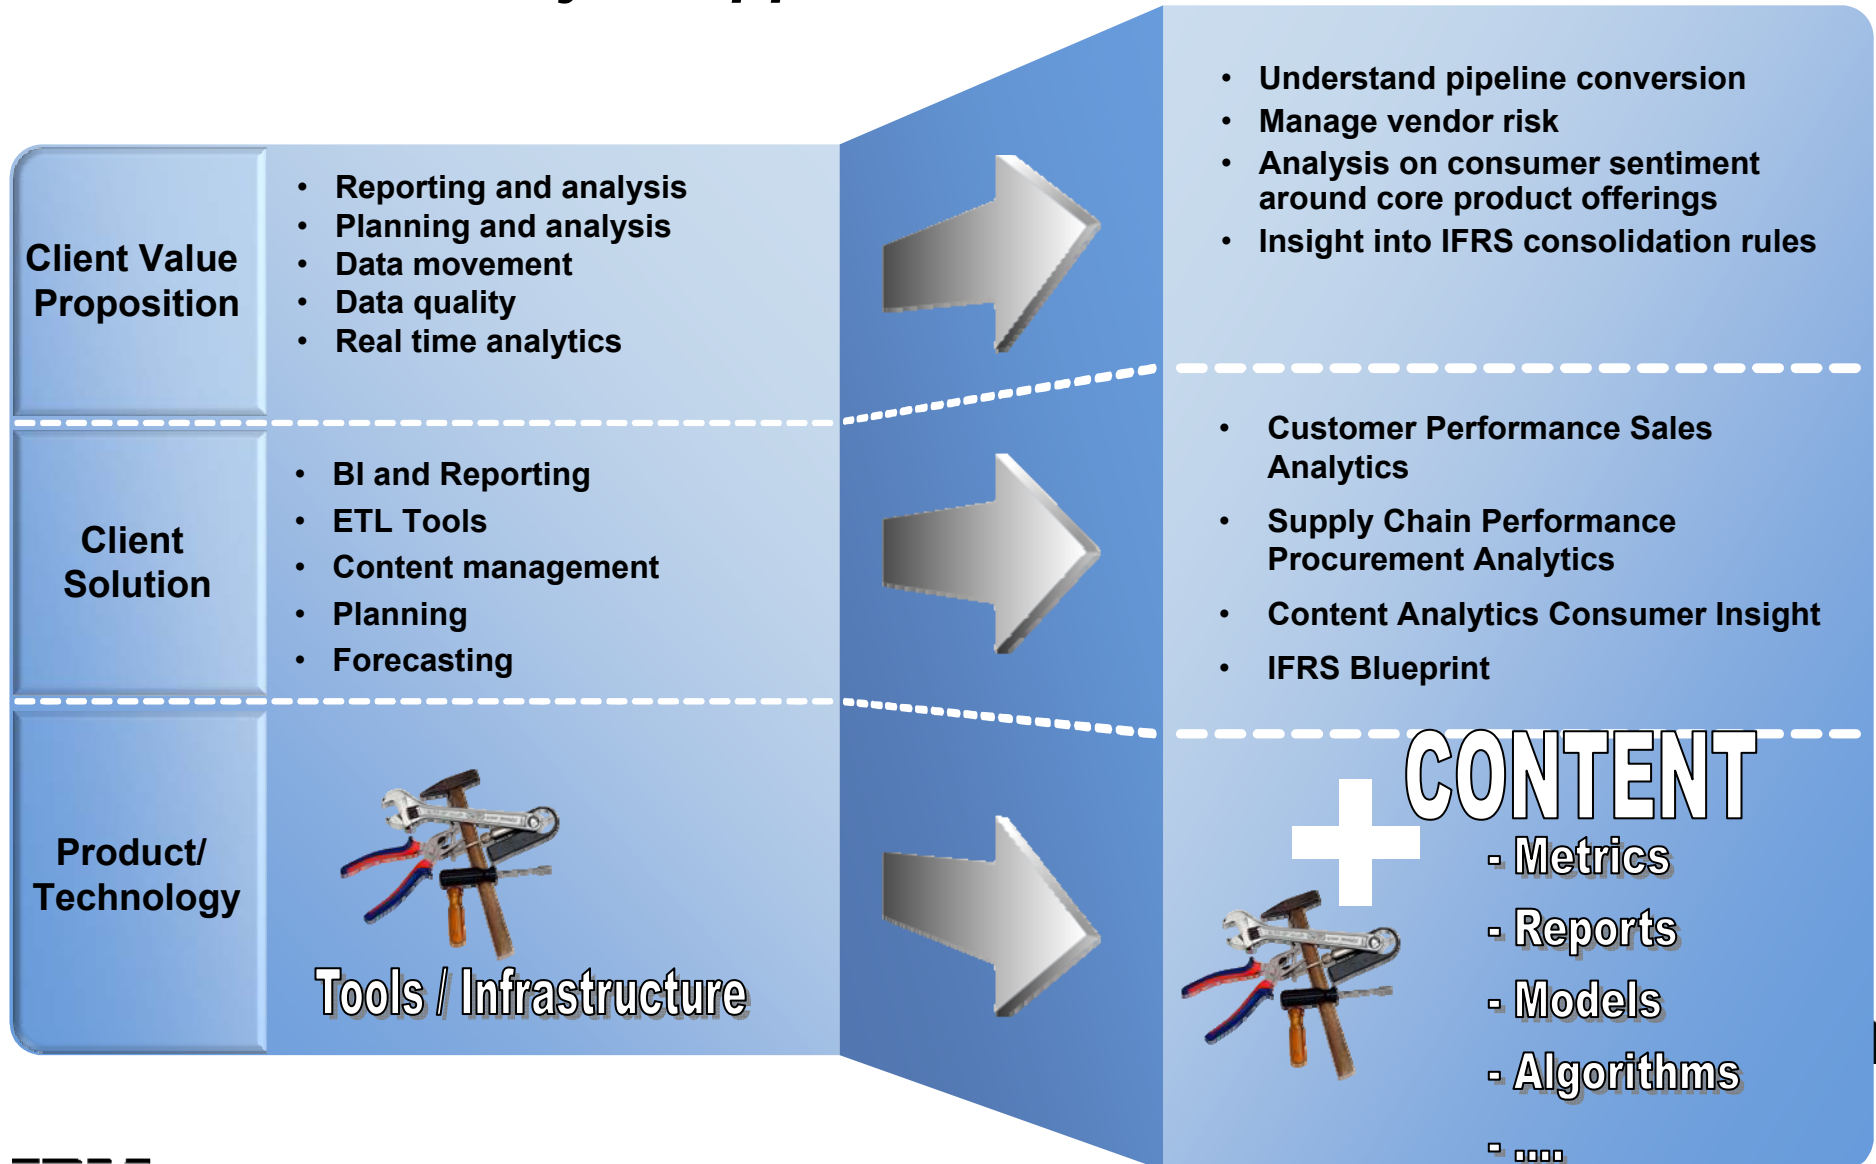 Client Value
Proposition
• Reporting and analysis
• Planning and analysis
• Data movement
• Data quality
• Real time analytics
• Understand pipeline conversion
• Manage vendor risk
• Analysis on consumer sentiment
around core product offerings
• Insight into IFRS consolidation rules
Client
Solution
• BI and Reporting
• ETL Tools
• Content management
• Planning
• Forecasting
• Customer Performance Sales
Analytics
• Supply Chain Performance
Procurement Analytics
• Content Analytics Consumer Insight
• IFRS Blueprint
Product/
Technology
Tools / Infrastructure
CONTENT
- Metrics
- Reports
- Models
- Algorithms
- ....